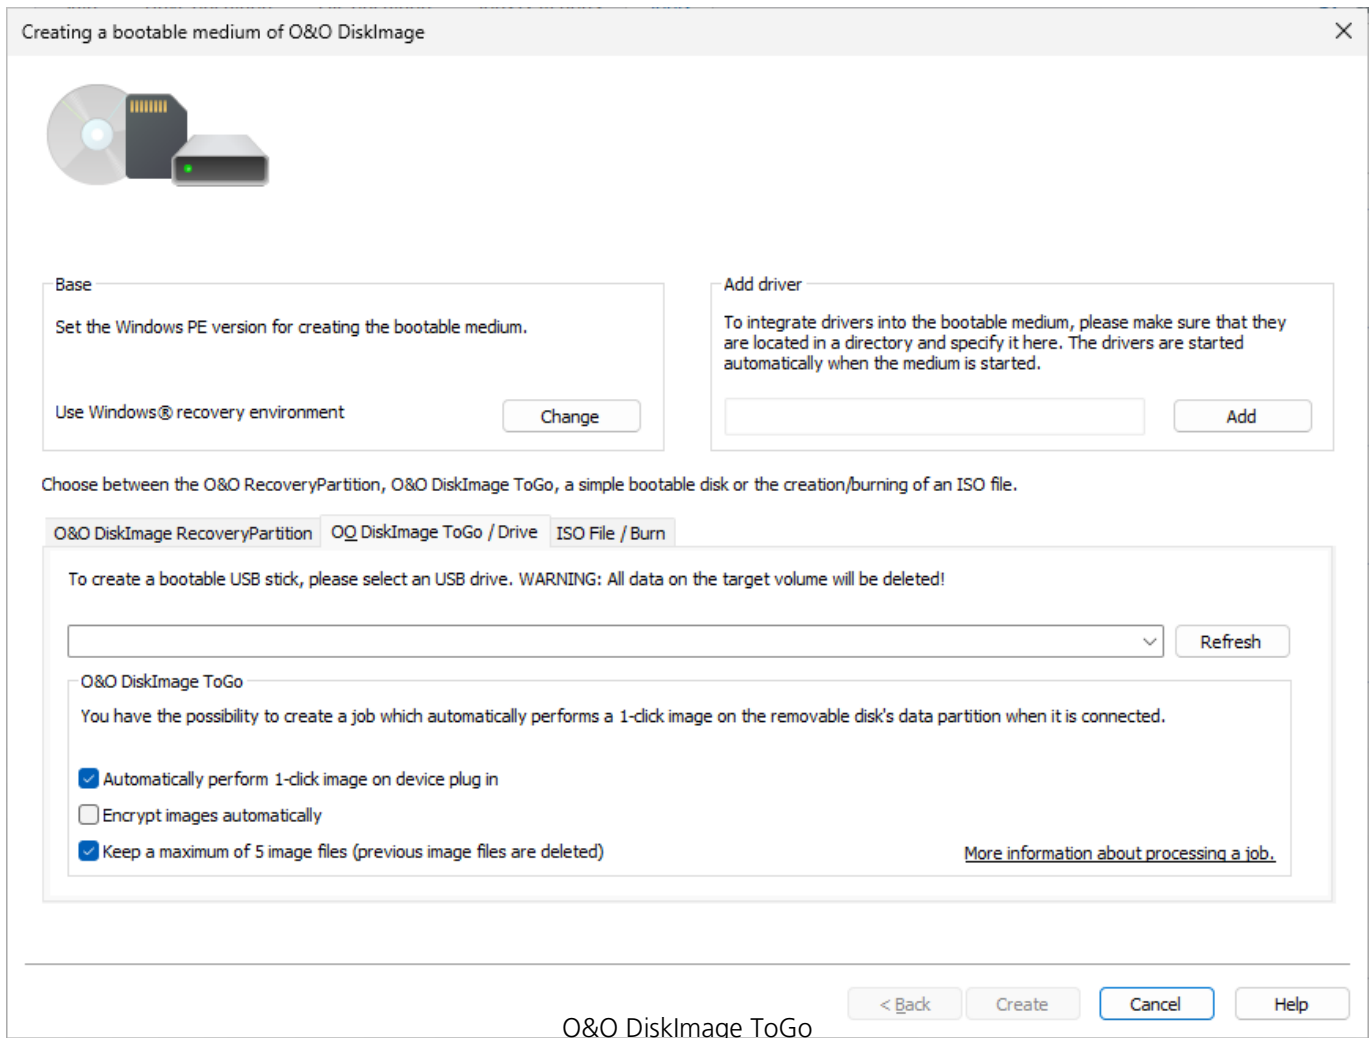 Creating a bootable medium of O&O DiskImage
Base
Set the Windows PE version for creating the bootable medium.
Use Windows® recovery environment
Change
Add driver
To integrate drivers into the bootable medium, please make sure that they
are located in a directory and specify it here. The drivers are started
automatically when the medium is started.
Add
Choose between the O&O RecoveryPartition, O&O DiskImage ToGo, a simple bootable disk or the creation/burning of an ISO file.
O&O DiskImage RecoveryPartition
OO DiskImage ToGo / Drive
ISO File / Burn
To create a bootable USB stick, please select an USB drive. WARNING: All data on the target volume will be deleted!
Refresh
O&O DiskImage ToGo
You have the possibility to create a job which automatically performs a 1-click image on the removable disk's data partition when it is connected.
Automatically perform 1-click image on device plug in
Encrypt images automatically
Keep a maximum of 5 image files (previous image files are deleted)
More information about processing a job.
< Back
Create
Cancel
Help
O&O DiskImage ToGo